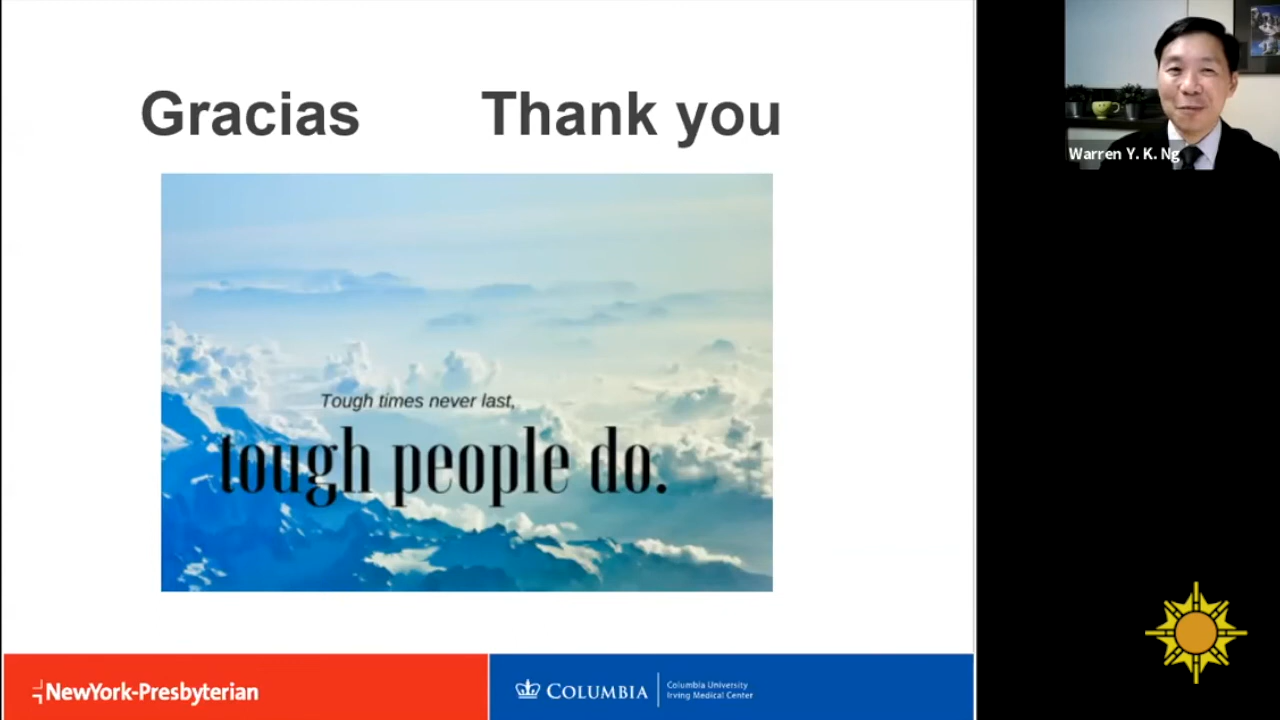 Gracias Thank you
Tough times never last,
tough people do.
NewYork-Presbyterian
COLUMBIA
Columbia University
Irving Medical Center
Warren Y. K. Ng